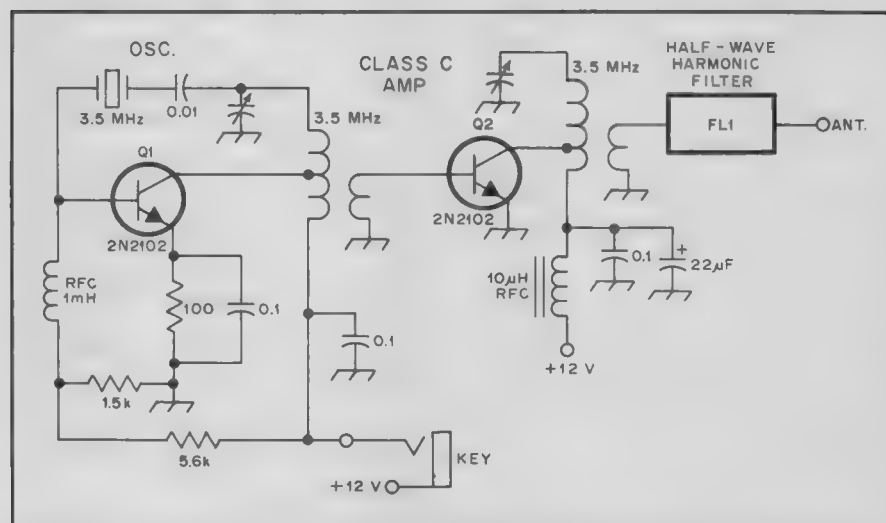 OSC.
3.5 MHz
0.01
Q1
2N2102
RFC
1mH
100
0.1
1.5k
5.6k
3.5 MHz
0.1
KEY
+12 V
CLASS C
AMP
Q2
2N2102
3.5 MHz
10µH
RFC
+12 V
0.1
+
22µF
HALF-WAVE
HARMONIC
FILTER
FL1
ANT.